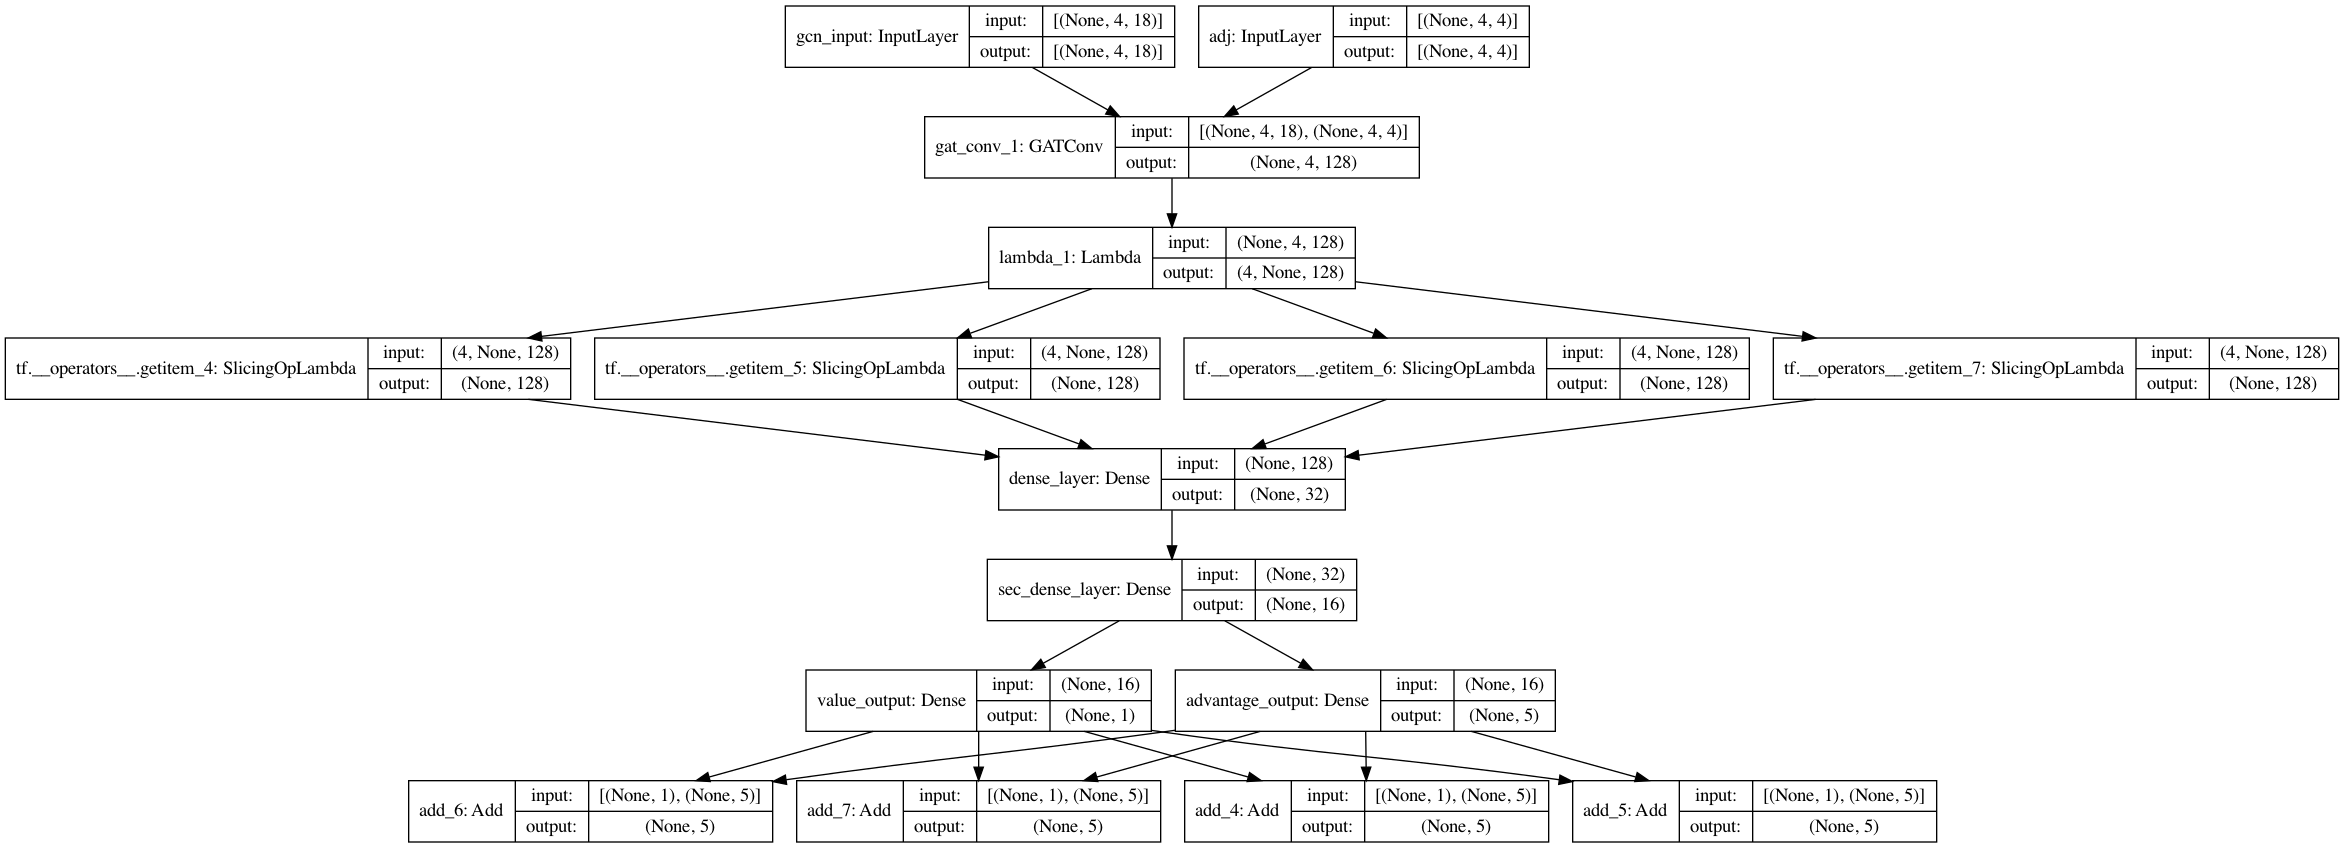 gcn_input: InputLayer
input:
[(None, 4, 18)]
output:
[(None, 4, 18)]
adj: InputLayer
input:
[(None, 4, 4)]
output:
[(None, 4, 4)]
gat_conv_1: GATConv
input:
[(None, 4, 18), (None, 4, 4)]
output:
(None, 4, 128)
lambda_1: Lambda
input:
(None, 4, 128)
output:
(4, None, 128)
tf.__operators__.getitem_4: SlicingOpLambda
input:
(4, None, 128)
output:
(None, 128)
tf.__operators__.getitem_5: SlicingOpLambda
input:
(4, None, 128)
output:
(None, 128)
tf.__operators__.getitem_6: SlicingOpLambda
input:
(4, None, 128)
output:
(None, 128)
tf.__operators__.getitem_7: SlicingOpLambda
input:
(4, None, 128)
output:
(None, 128)
dense_layer: Dense
input:
(None, 128)
output:
(None, 32)
sec_dense_layer: Dense
input:
(None, 32)
output:
(None, 16)
value_output: Dense
input:
(None, 16)
output:
(None, 1)
advantage_output: Dense
input:
(None, 16)
output:
(None, 5)
add_6: Add
input:
[(None, 1), (None, 5)]
output:
(None, 5)
add_7: Add
input:
[(None, 1), (None, 5)]
output:
(None, 5)
add_4: Add
input:
[(None, 1), (None, 5)]
output:
(None, 5)
add_5: Add
input:
[(None, 1), (None, 5)]
output:
(None, 5)